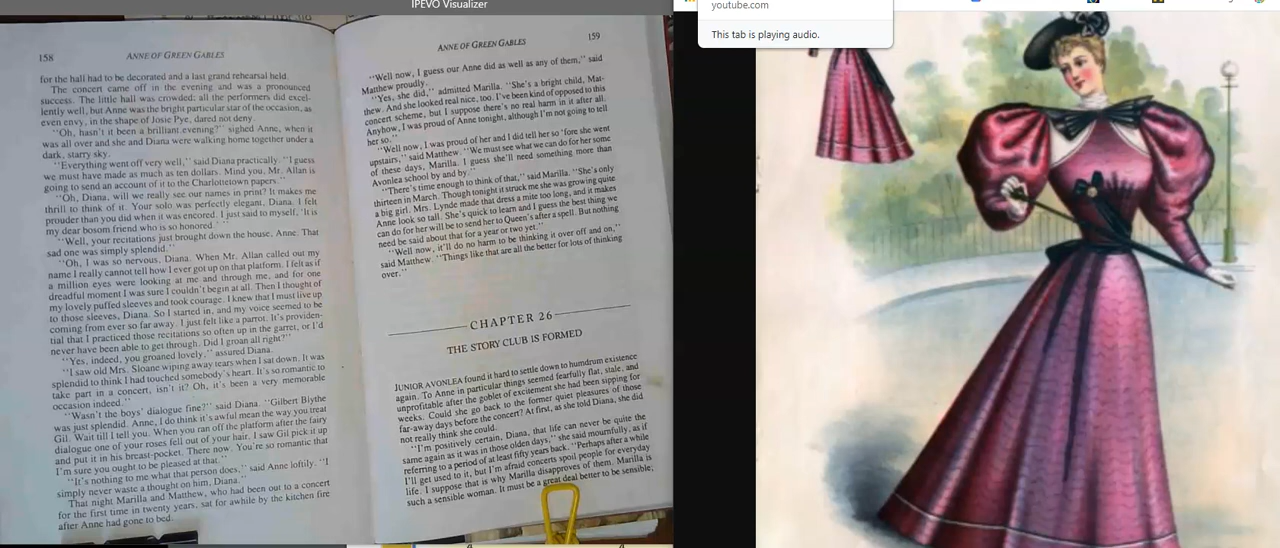 IPEVO Visualizer
158
ANNE OF GREEN GABLES
for the hall had to be decorated and a last grand rehearsal held.
The concert came off in the evening and was a pronounced
success. The little hall was crowded; all the performers did excel-
lently well, but Anne was the bright particular star of the occasion, as
even envy, in the shape of Josie Pye, dared not deny.
"Oh, hasn't it been a brilliant evening?" sighed Anne, when it
was all over and she and Diana were walking home together under a
dark, starry sky.
"Everything went off very well," said Diana practically. "I guess
we must have made as much as ten dollars. Mind you, Mr. Allan is
going to send an account of it to the Charlottetown papers."
"Oh, Diana, will we really see our names in print? It makes me
thrill to think of it. Your solo was perfectly elegant, Diana. I felt
prouder than you did when it was encored. I just said to myself, 'It is
my dear bosom friend who is so honored.'"
"Well, your recitations just brought down the house, Anne. That
sad one was simply splendid."
"Oh, I was so nervous, Diana. When Mr. Allan called out my
name I really cannot tell how I ever got up on that platform. I felt as if
a million eyes were looking at me and through me, and for one
dreadful moment I was sure I couldn't begin at all. Then I thought of
my lovely puffed sleeves and took courage. I knew that I must live up
to those sleeves, Diana. So I started in, and my voice seemed to be
coming from ever so far away. I just felt like a parrot. It's providen-
tial that I practiced those recitations so often up in the garret, or I'd
never have been able to get through. Did I groan all right?"
"Yes, indeed, you groaned lovely," assured Diana.
"I saw old Mrs. Sloane wiping away tears when I sat down. It was
splendid to think I had touched somebody's heart. It's so romantic to
take part in a concert, isn't it? Oh, it's been a very memorable
occasion indeed."
"Wasn't the boys' dialogue fine?" said Diana. "Gilbert Blythe
was just splendid. Anne, I do think it's awful mean the way you treat
Gil. Wait till I tell you. When you ran off the platform after the fairy
dialogue one of your roses fell out of your hair. I saw Gil pick it up
and put it in his breast-pocket. There now. You're so romantic that
I'm sure you ought to be pleased at that."
"It's nothing to me what that person does," said Anne loftily. "I
simply never waste a thought on him, Diana."
That night Marilla and Matthew, who had been out to a concert
for the first time in twenty years, sat for awhile by the kitchen fire
after Anne had gone to bed.
ANNE OF GREEN GABLES
159
"Well now, I guess our Anne did as well as any of them," said
Matthew proudly.
"Yes, she did," admitted Marilla. "She's a bright child, Mat-
thew. And she looked real nice, too. I've been kind of opposed to this
concert scheme, but I suppose there's no real harm in it after all.
Anyhow, I was proud of Anne tonight, although I'm not going to tell
her so."
"Well now, I was proud of her and I did tell her so 'fore she went
upstairs," said Matthew. "We must see what we can do for her some
of these days, Marilla. I guess she'll need something more than
Avonlea school by and by."
"There's time enough to think of that," said Marilla. "She's only
thirteen in March. Though tonight it struck me she was growing quite
a big girl. Mrs. Lynde made that dress a mite too long, and it makes
Anne look so tall. She's quick to learn and I guess the best thing we
can do for her will be to send her to Queen's after a spell. But nothing
need be said about that for a year or two yet."
"Well now, it'll do no harm to be thinking it over off and on,"
said Matthew. "Things like that are all the better for lots of thinking
over."
CHAPTER 26
THE STORY CLUB IS FORMED
JUNIOR AVONLEA found it hard to settle down to humdrum existence
again. To Anne in particular things seemed fearfully flat, stale, and
unprofitable after the goblet of excitement she had been sipping for
weeks. Could she go back to the former quiet pleasures of those
far-away days before the concert? At first, as she told Diana, she did
not really think she could.
"I'm positively certain, Diana, that life can never be quite the
same again as it was in those olden days," she said mournfully, as if
referring to a period of at least fifty years back. "Perhaps after a while
I'll get used to it, but I'm afraid concerts spoil people for everyday
life. I suppose that is why Marilla disapproves of them. Marilla is
such a sensible woman. It must be a great deal better to be sensible;
youtube.com
This tab is playing audio.